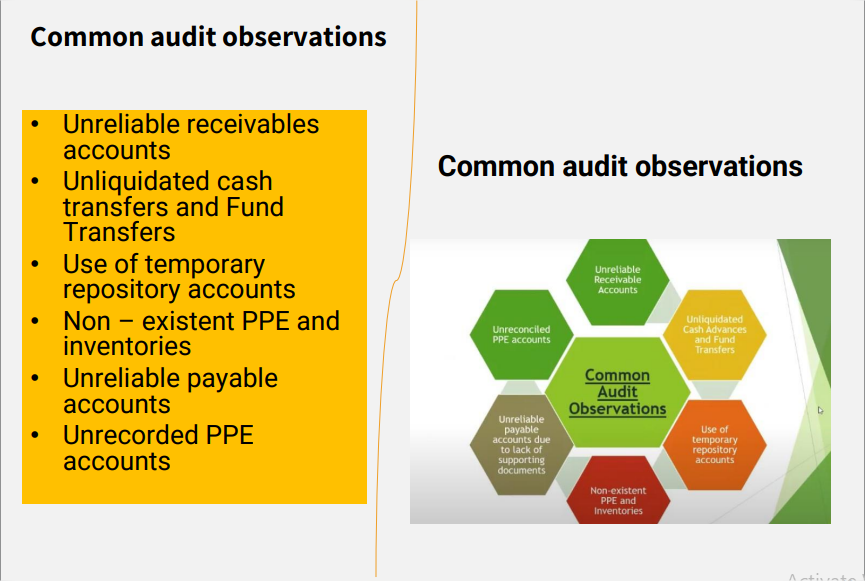 Common audit observations
• Unreliable receivables
accounts
• Unliquidated cash
transfers and Fund
Transfers
• Use of temporary
repository accounts
• Non – existent PPE and
inventories
• Unreliable payable
accounts
• Unrecorded PPE
accounts
Common audit observations
Unreliable
Receivable
Accounts
Unliquidated
Cash Advances
and Fund
Transfers
Use of
temporary
repository
accounts
Non-existent
PPE and
Inventories
Unreliable
payable
accounts due
to lack of
supporting
documents
Unreconciled
PPE accounts
Common
Audit
Observations